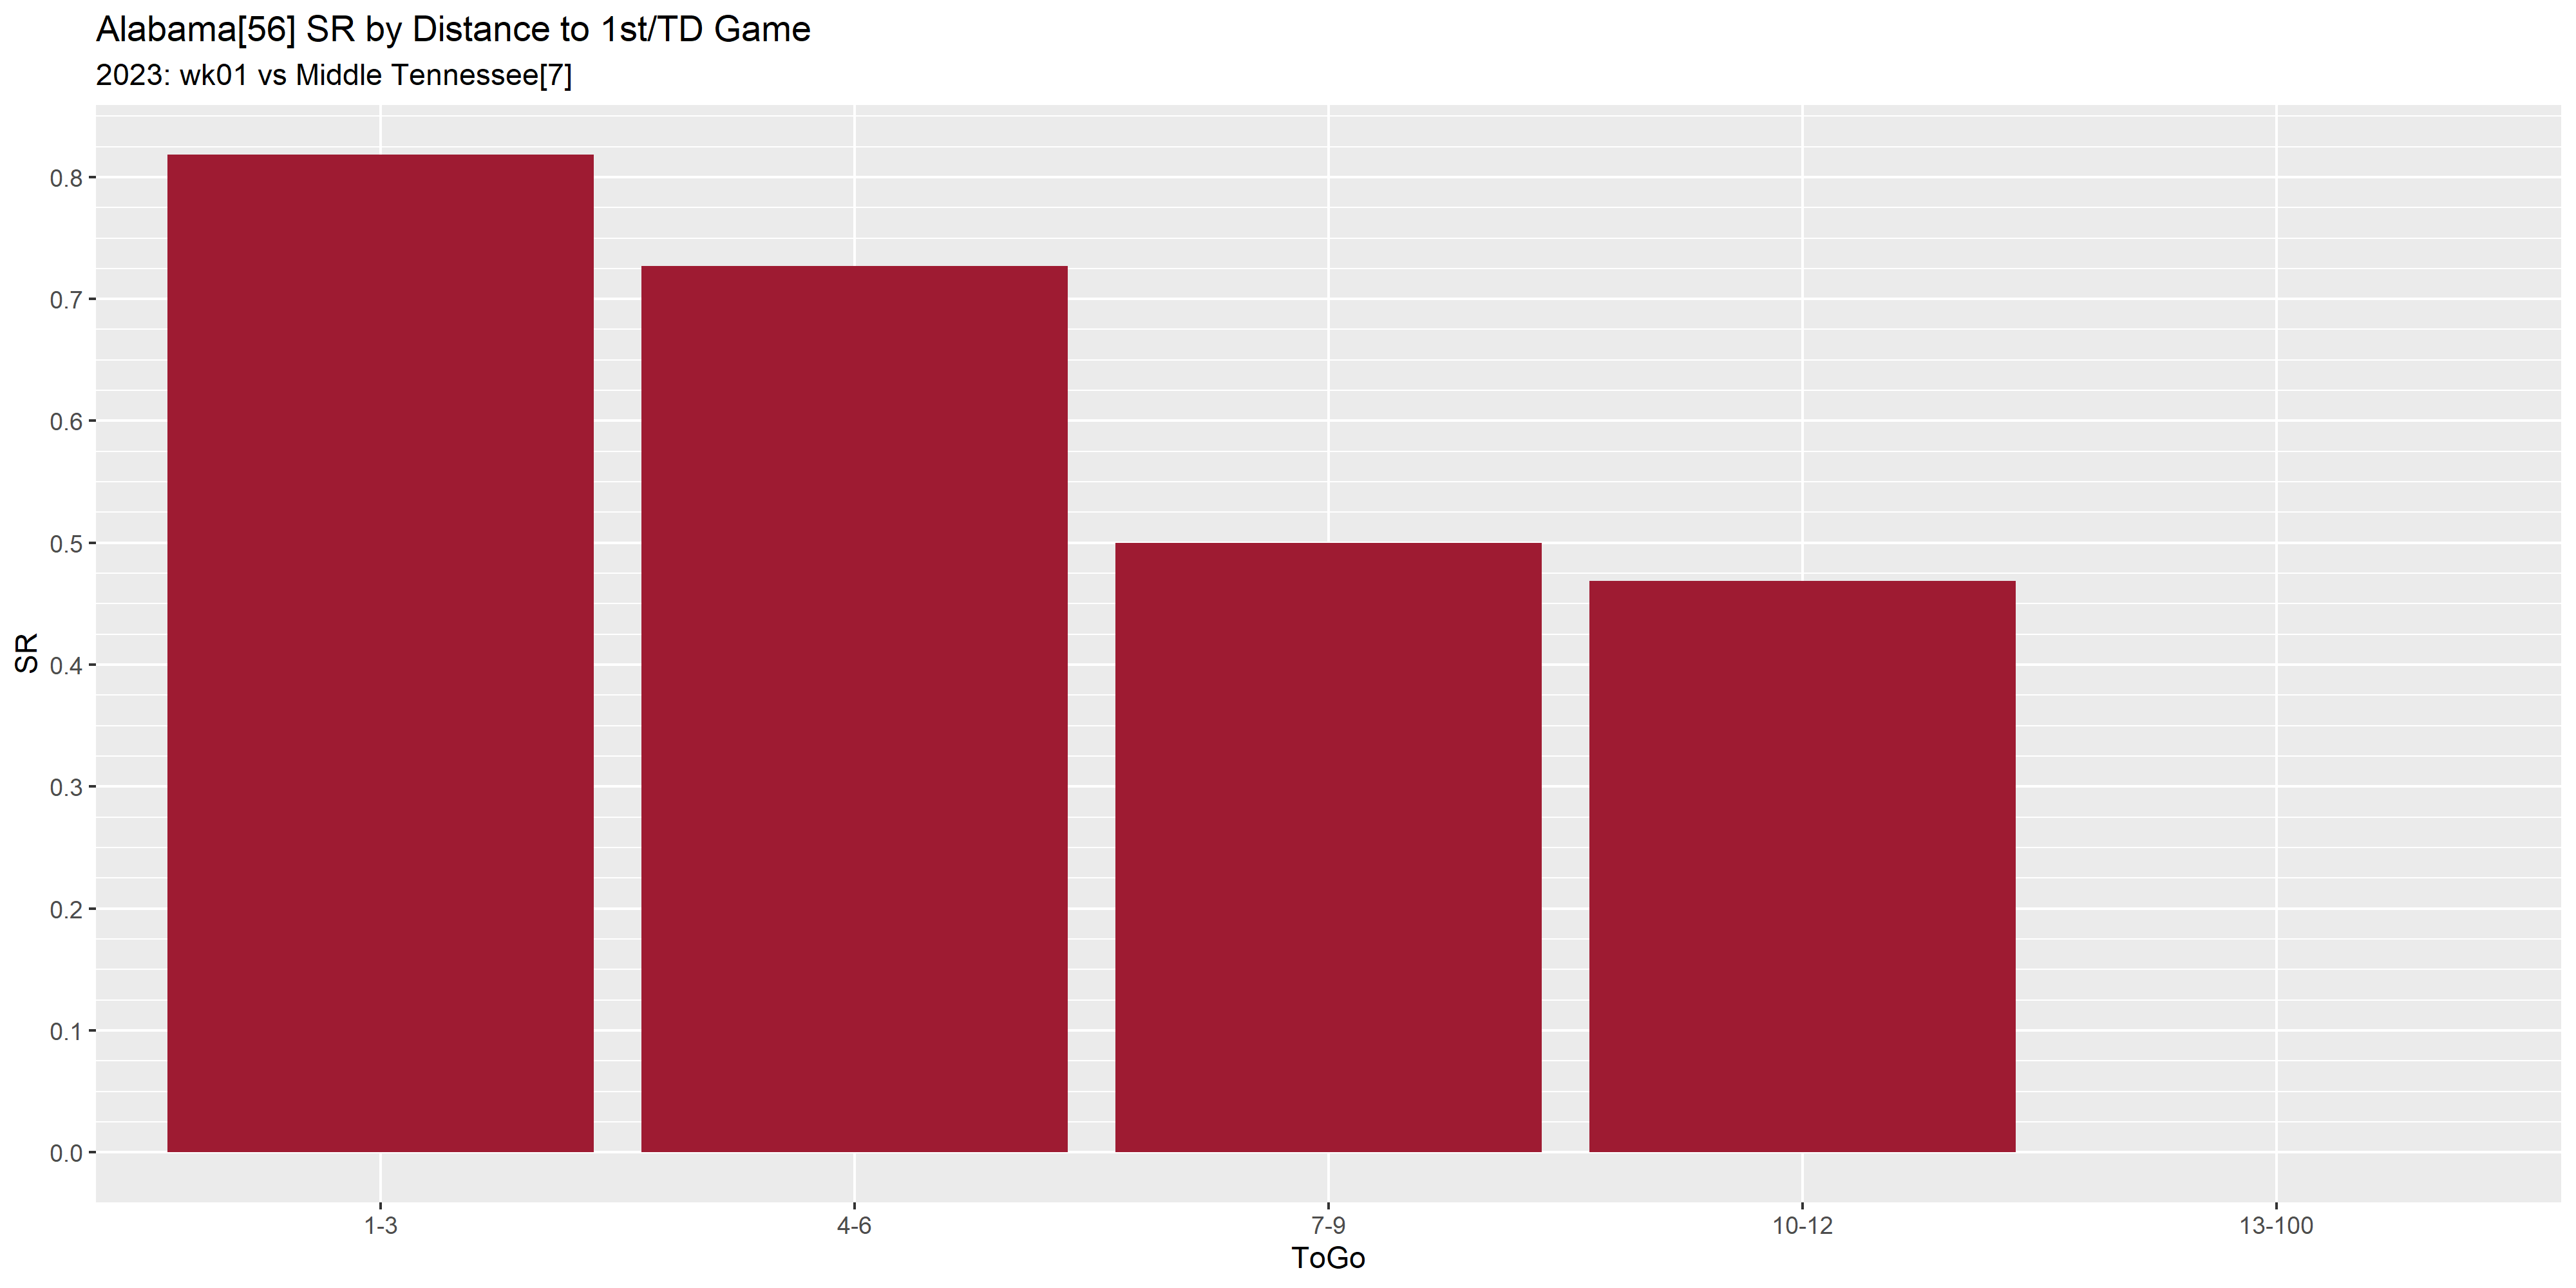 Alabama[56] SR by Distance to 1st/TD Game
2023: wk01 vs Middle Tennessee[7]
SR
0.8
0.7
0.6
0.5
0.4
0.3
0.2
0.1
0.0
1-3 4-6 7-9 10-12 13-100
ToGo